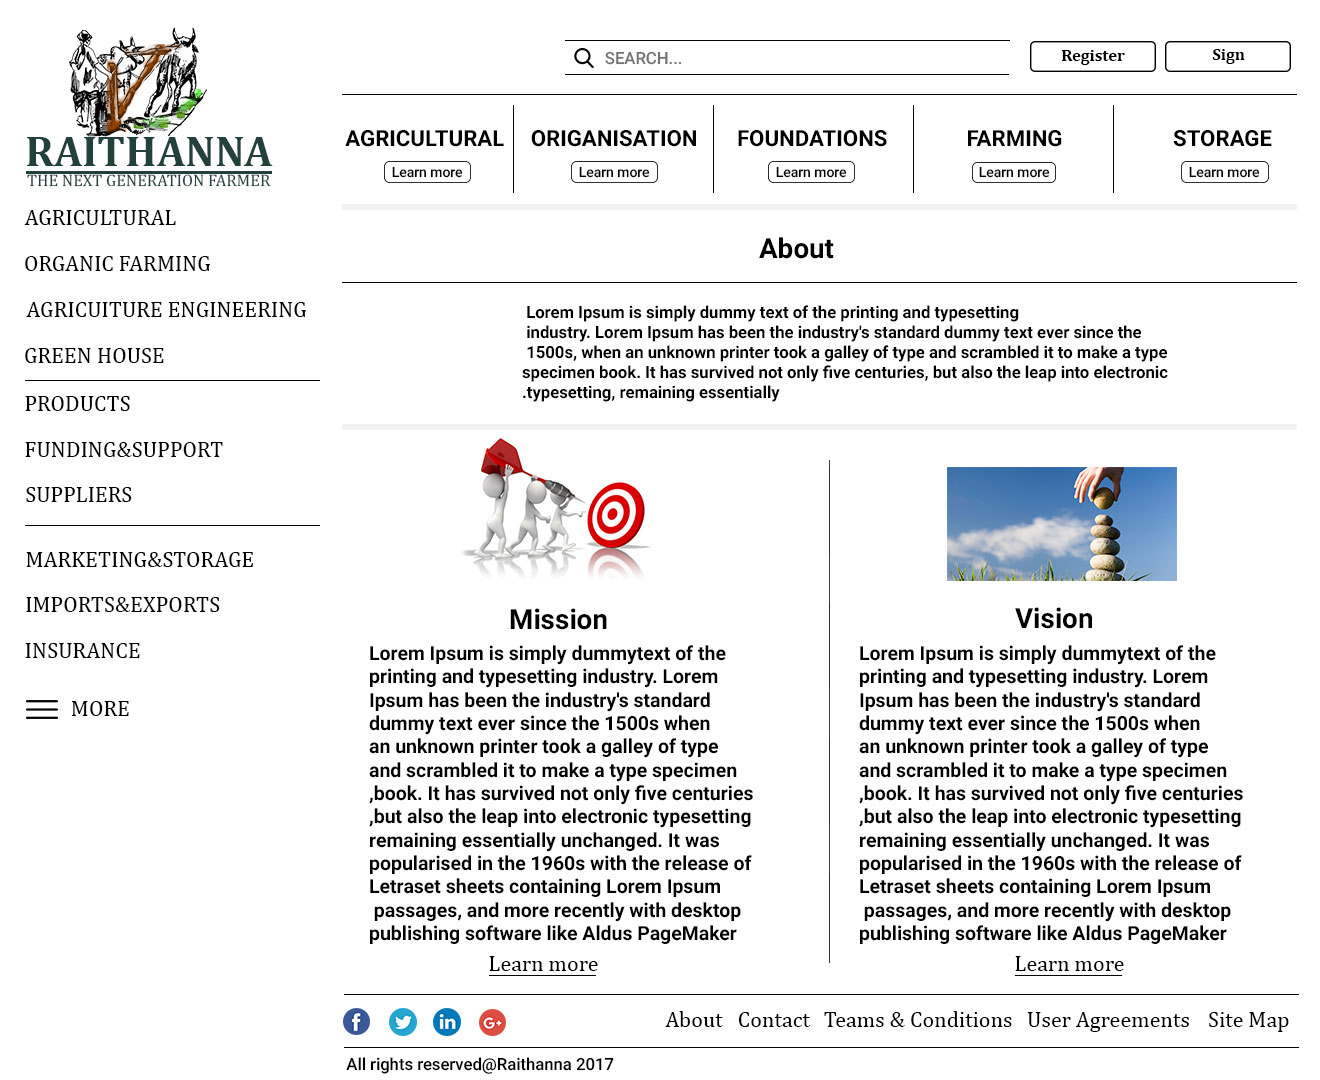 RAITHANNA
THE NEXT GENERATION FARMER
AGRICULTURAL
ORGANIC FARMING
AGRICUITURE ENGINEERING
GREEN HOUSE
PRODUCTS
FUNDING&SUPPORT
SUPPLIERS
MARKETING&STORAGE
IMPORTS&EXPORTS
INSURANCE
MORE
SEARCH...
Register
Sign
AGRICULTURAL
Learn more
ORIGANISATION
Learn more
FOUNDATIONS
Learn more
FARMING
Learn more
STORAGE
Learn more
About
Lorem Ipsum is simply dummy text of the printing and typesetting
industry. Lorem Ipsum has been the industry's standard dummy text ever since the
1500s, when an unknown printer took a galley of type and scrambled it to make a type
specimen book. It has survived not only five centuries, but also the leap into electronic
.typesetting, remaining essentially
Mission
Lorem Ipsum is simply dummytext of the
printing and typesetting industry. Lorem
Ipsum has been the industry's standard
dummy text ever since the 1500s when
an unknown printer took a galley of type
and scrambled it to make a type specimen
,book. It has survived not only five centuries
,but also the leap into electronic typesetting
remaining essentially unchanged. It was
popularised in the 1960s with the release of
Letraset sheets containing Lorem Ipsum
passages, and more recently with desktop
publishing software like Aldus PageMaker
Learn more
Vision
Lorem Ipsum is simply dummytext of the
printing and typesetting industry. Lorem
Ipsum has been the industry's standard
dummy text ever since the 1500s when
an unknown printer took a galley of type
and scrambled it to make a type specimen
,book. It has survived not only five centuries
,but also the leap into electronic typesetting
remaining essentially unchanged. It was
popularised in the 1960s with the release of
Letraset sheets containing Lorem Ipsum
passages, and more recently with desktop
publishing software like Aldus PageMaker
Learn more
f in G+
About Contact Teams & Conditions User Agreements Site Map
All rights reserved@Raithanna 2017